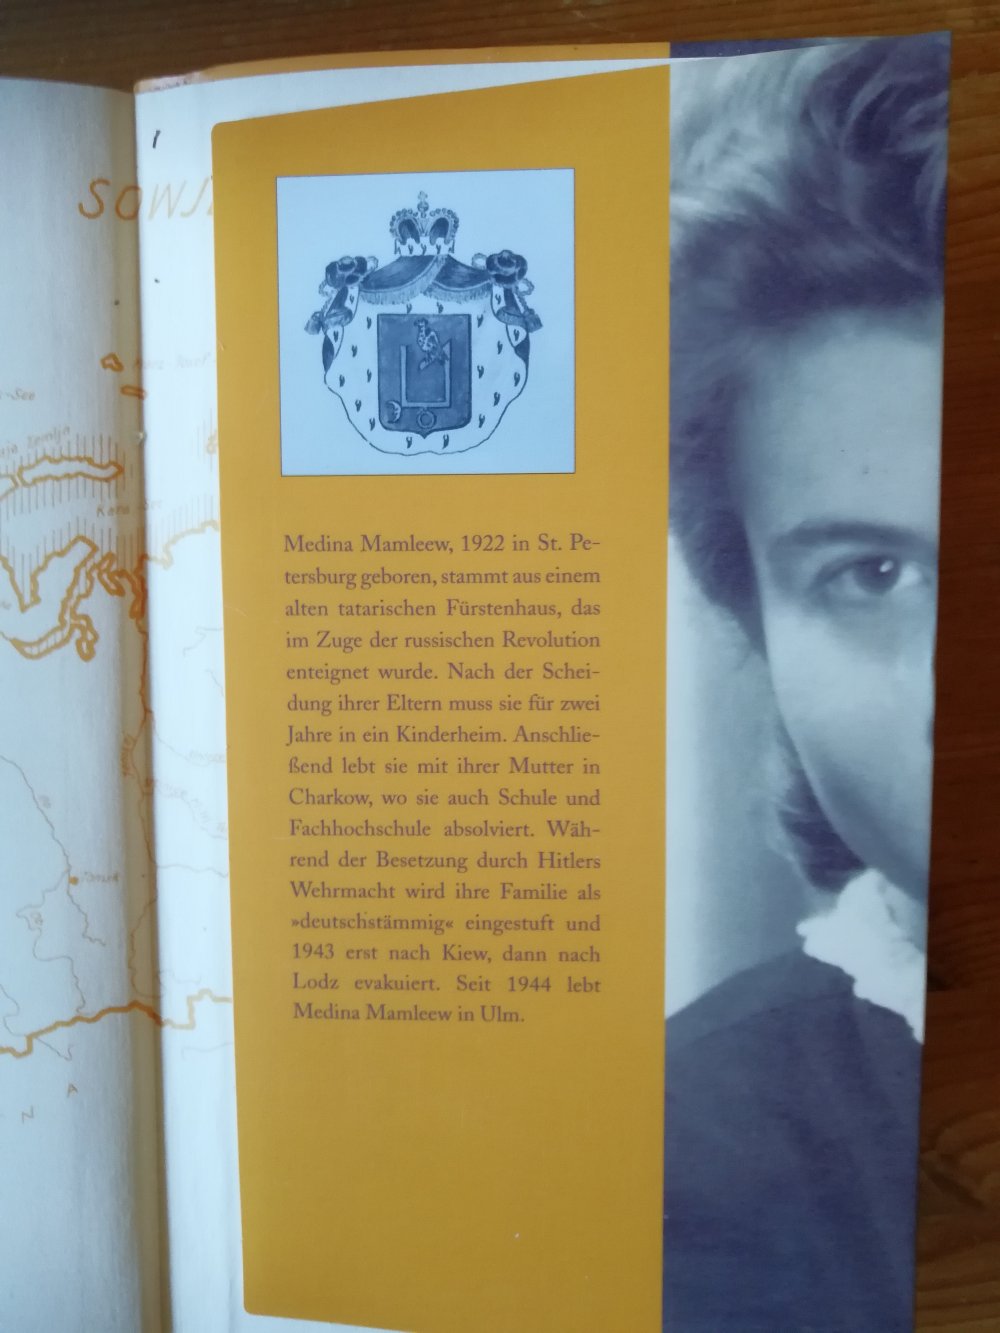 SOWJ
Kara-See
Medina Mamleew, 1922 in St. Pe-
tersburg geboren, stammt aus einem
alten tatarischen Fürstenhaus, das
im Zuge der russischen Revolution
enteignet wurde. Nach der Schei-
dung ihrer Eltern muss sie für zwei
Jahre in ein Kinderheim. Anschlie-
ßend lebt sie mit ihrer Mutter in
Charkow, wo sie auch Schule und
Fachhochschule absolviert. Wäh-
rend der Besetzung durch Hitlers
Wehrmacht wird ihre Familie als
»deutschstämmig« eingestuft und
1943 erst nach Kiew, dann nach
Lodz evakuiert. Seit 1944 lebt
Medina Mamleew in Ulm.
N A